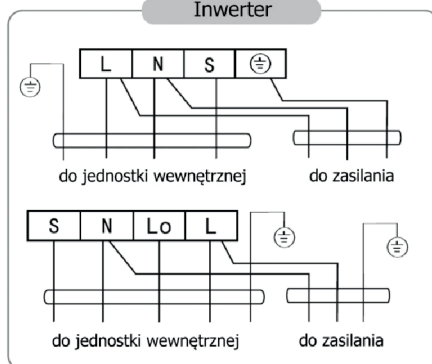 Inwerter
L N S
do jednostki wewnętrznej do zasilania
S N Lo L
do jednostki wewnętrznej do zasilania